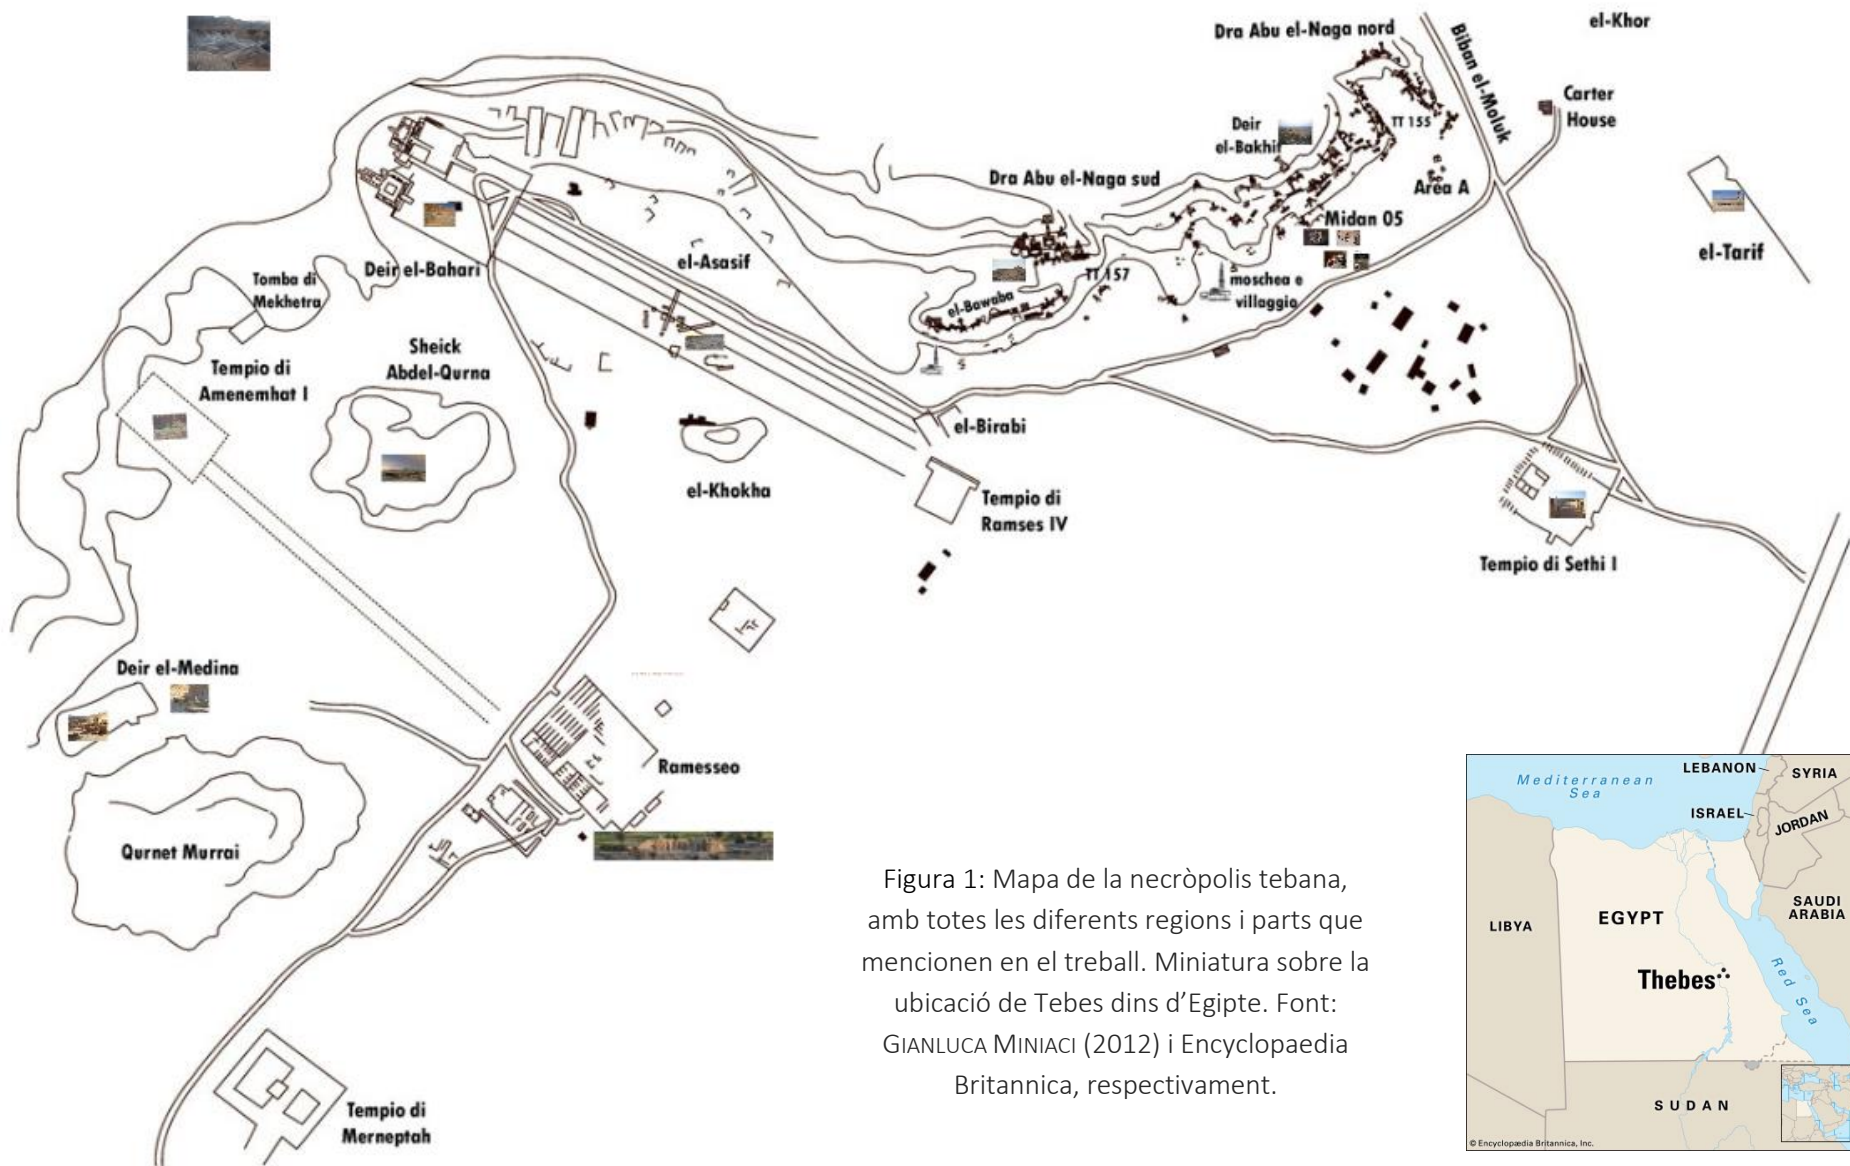 el-Khor
Dra Abu el-Naga nord
Biban el-Moluk
Carter
House
TT 155
Deir
el-Bakhit
Dra Abu el-Naga sud
Area A
Midan 05
el-Tarif
el-Asasif
Deir el-Bahari
TT 157
moschea e
villaggio
Tomba di
Mekhetra
el-Bawaba
Sheick
Abdel-Qurna
Tempio di
Amenemhat I
el-Birabi
el-Khokha
Tempio di
Ramses IV
Tempio di Sethi I
Deir el-Medina
Ramesseo
Qurnet Murrai
Tempio di
Merneptah
Figura 1: Mapa de la necròpolis tebana,
amb totes les diferents regions i parts que
mencionen en el treball. Miniatura sobre la
ubicació de Tebes dins d’Egipte. Font:
GIANLUCA MINIACI (2012) i Encyclopaedia
Britannica, respectivament.
Mediterranean
Sea
LEBANON
SYRIA
ISRAEL
JORDAN
SAUDI
ARABIA
LIBYA
EGYPT
Thebes
Red Sea
SUDAN
© Encyclopædia Britannica, Inc.